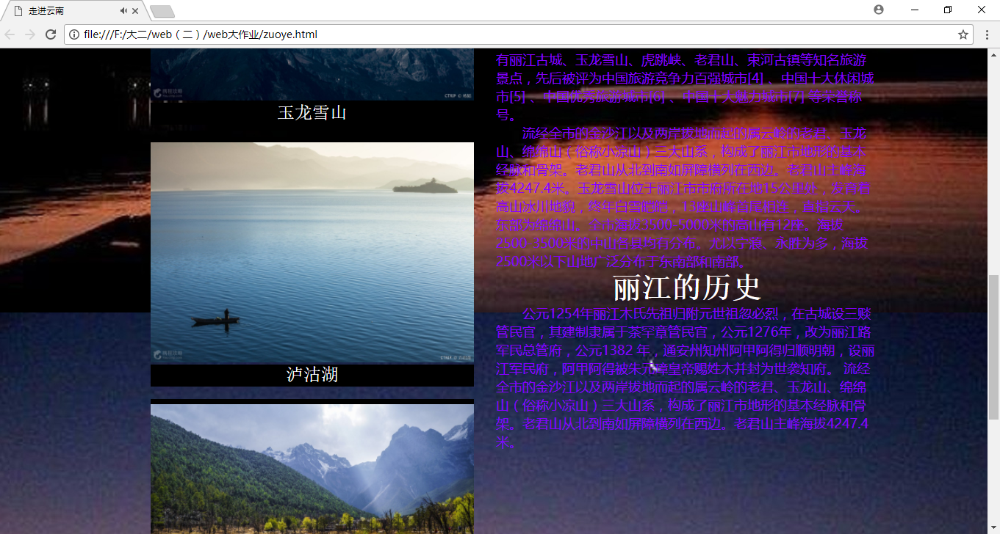 走进云南
file:///F:/大二/web（二）/web大作业/zuoye.html
携程攻略
CTRIP © 杨韬
玉龙雪山
携程攻略
泸沽湖
有丽江古城、玉龙雪山、虎跳峡、老君山、束河古镇等知名旅游
景点，先后被评为中国旅游竞争力百强城市[4] 、中国十大休闲城
市[5] 、中国优秀旅游城市[6] 、中国十大魅力城市[7] 等荣誉称
号。
流经全市的金沙江以及两岸拔地而起的属云岭的老君、玉龙
山、绵绵山（俗称小凉山）三大山系，构成了丽江市地形的基本
经脉和骨架。老君山从北到南如屏障横列在西边。老君山主峰海
拔4247.4米。玉龙雪山位于丽江市市府所在地15公里处，发育着
高山冰川地貌，终年白雪皑皑，13座山峰首尾相连，直指云天。
东部为绵绵山。全市海拔3500-5000米的高山有12座。海拔
2500-3500米的中山各县均有分布。尤以宁蒗、永胜为多，海拔
2500米以下山地广泛分布于东南部和南部。
丽江的历史
公元1254年丽江木氏先祖归附元世祖忽必烈，在古城设三赕
管民官，其建制隶属于茶罕章管民官，公元1276年，改为丽江路
军民总管府，公元1382 年，通安州知州阿甲阿得归顺明朝，设丽
江军民府，阿甲阿得被朱元璋皇帝赐姓木并封为世袭知府。 流经
全市的金沙江以及两岸拔地而起的属云岭的老君、玉龙山、绵绵
山（俗称小凉山）三大山系，构成了丽江市地形的基本经脉和骨
架。老君山从北到南如屏障横列在西边。老君山主峰海拔4247.4
米。